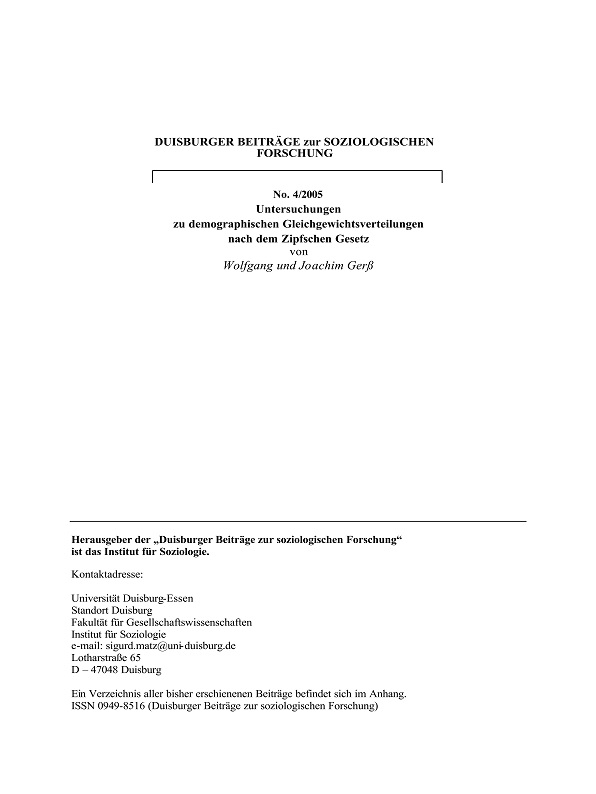 DUISBURGER BEITRÄGE zur SOZIOLOGISCHEN
FORSCHUNG
No. 4/2005
Untersuchungen
zu demographischen Gleichgewichtsverteilungen
nach dem Zipfschen Gesetz
von
Wolfgang und Joachim Gerß
Herausgeber der „Duisburger Beiträge zur soziologischen Forschung“
ist das Institut für Soziologie.
Kontaktadresse:
Universität Duisburg-Essen
Standort Duisburg
Fakultät für Gesellschaftswissenschaften
Institut für Soziologie
e-mail: sigurd.matz@uni-duisburg.de
Lotharstraße 65
D – 47048 Duisburg
Ein Verzeichnis aller bisher erschienenen Beiträge befindet sich im Anhang.
ISSN 0949-8516 (Duisburger Beiträge zur soziologischen Forschung)